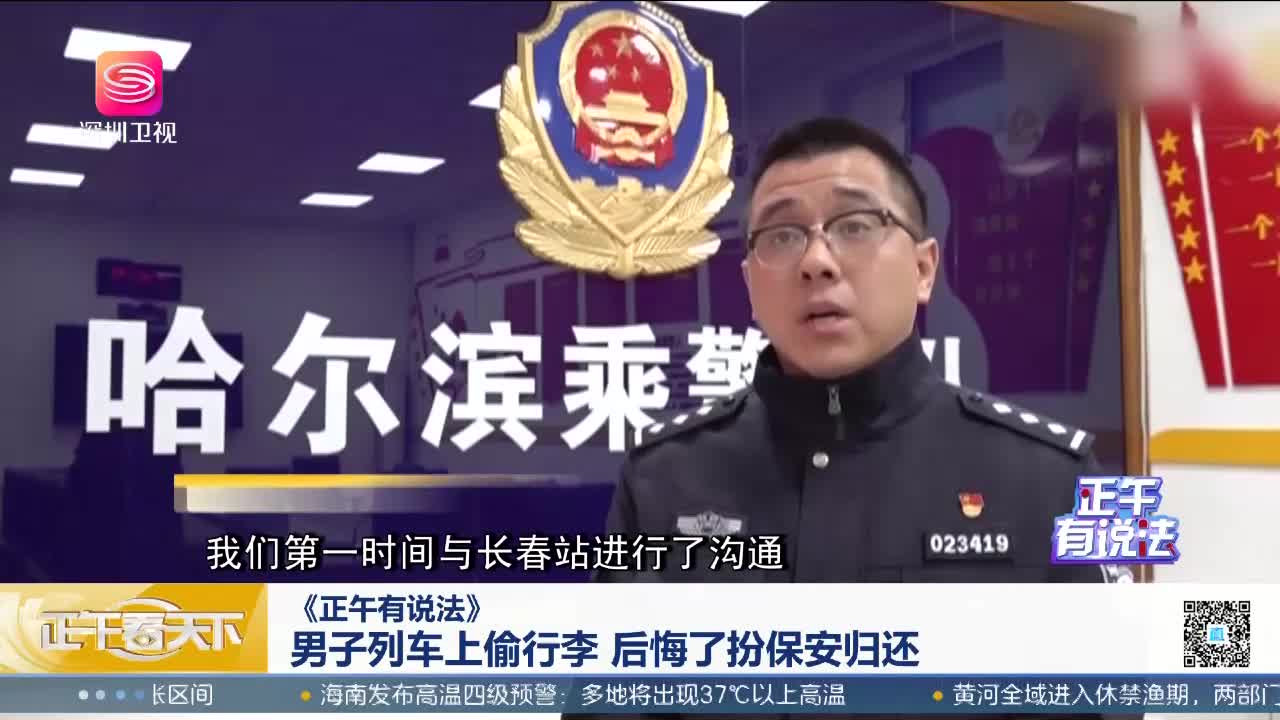 深圳卫视
一个
一个
哈尔滨乘警
正午
有说法
023419
我们第一时间与长春站进行了沟通
《正午有说法》
正午看天下
男子列车上偷行李 后悔了扮保安归还
长区间
海南发布高温四级预警：多地将出现37℃以上高温
黄河全域进入休禁渔期，两部门